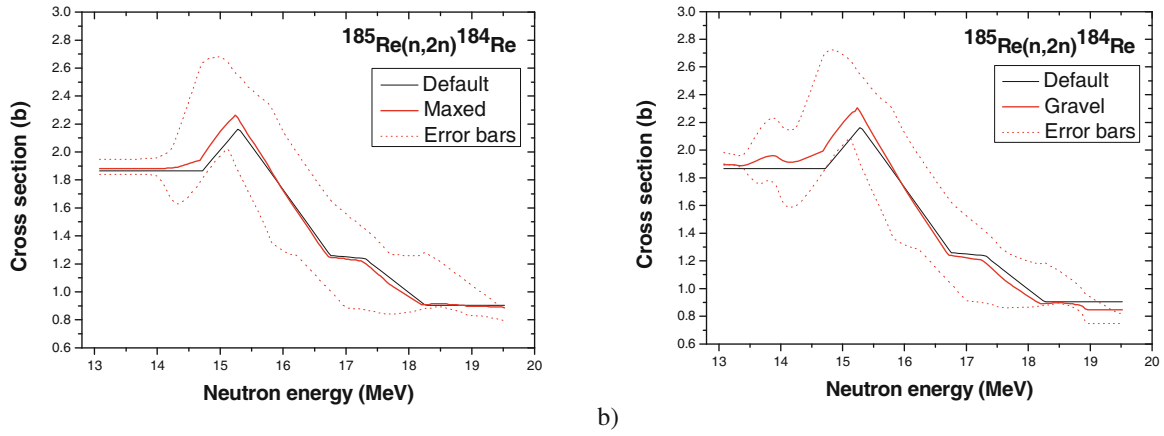 3.0
2.8
2.6
2.4
2.2
2.0
1.8
1.6
1.4
1.2
1.0
0.8
0.6
Cross section (b)
185Re(n,2n)184Re
Default
Maxed
Error bars
13 14 15 16 17 18 19 20
Neutron energy (MeV)
b)
3.0
2.8
2.6
2.4
2.2
2.0
1.8
1.6
1.4
1.2
1.0
0.8
0.6
Cross section (b)
185Re(n,2n)184Re
Default
Gravel
Error bars
13 14 15 16 17 18 19 20
Neutron energy (MeV)